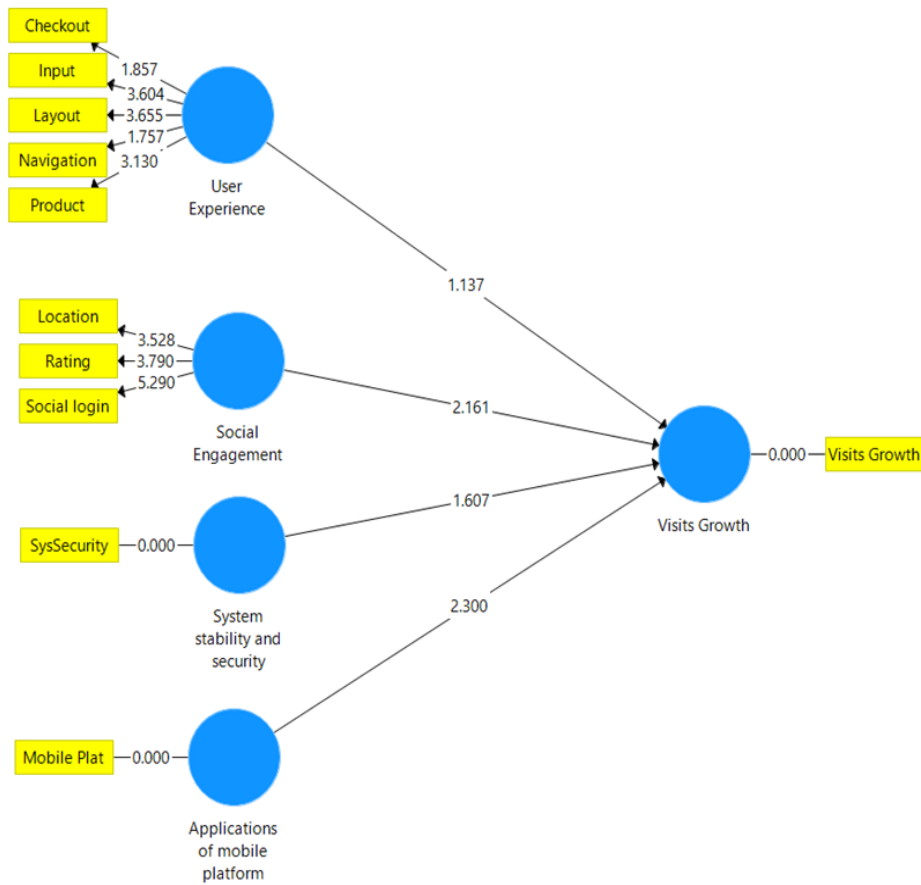 Checkout
1.857
Input
3.604
Layout
3.655
Navigation
1.757
Product
3.130
User
Experience
1.137
Location
3.528
Rating
3.790
Social login
5.290
Social
Engagement
2.161
Visits Growth
0.000
Visits Growth
SysSecurity
0.000
System
stability and
security
1.607
2.300
Mobile Plat
0.000
Applications
of mobile
platform